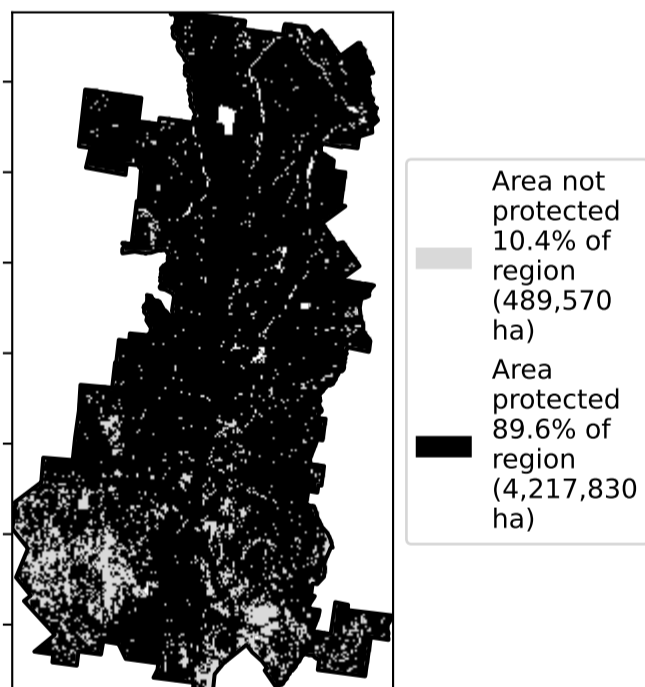 Area not
protected
10.4% of
region
(489,570
ha)
Area
protected
89.6% of
region
(4,217,830
ha)